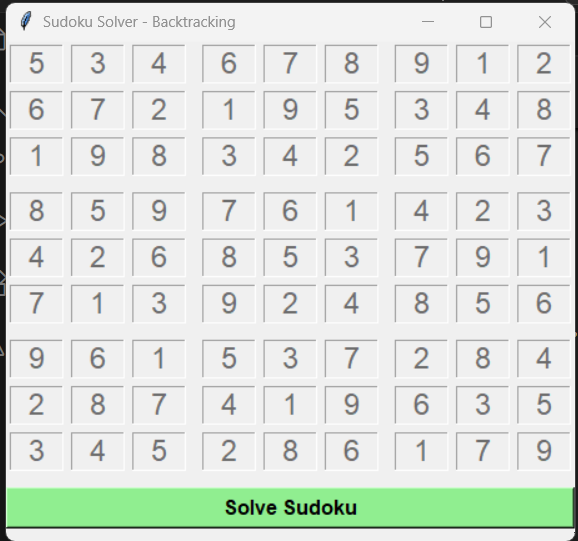 Sudoku Solver - Backtracking
5 3 4 6 7 8 9 1 2
6 7 2 1 9 5 3 4 8
1 9 8 3 4 2 5 6 7
8 5 9 7 6 1 4 2 3
4 2 6 8 5 3 7 9 1
7 1 3 9 2 4 8 5 6
9 6 1 5 3 7 2 8 4
2 8 7 4 1 9 6 3 5
3 4 5 2 8 6 1 7 9
Solve Sudoku